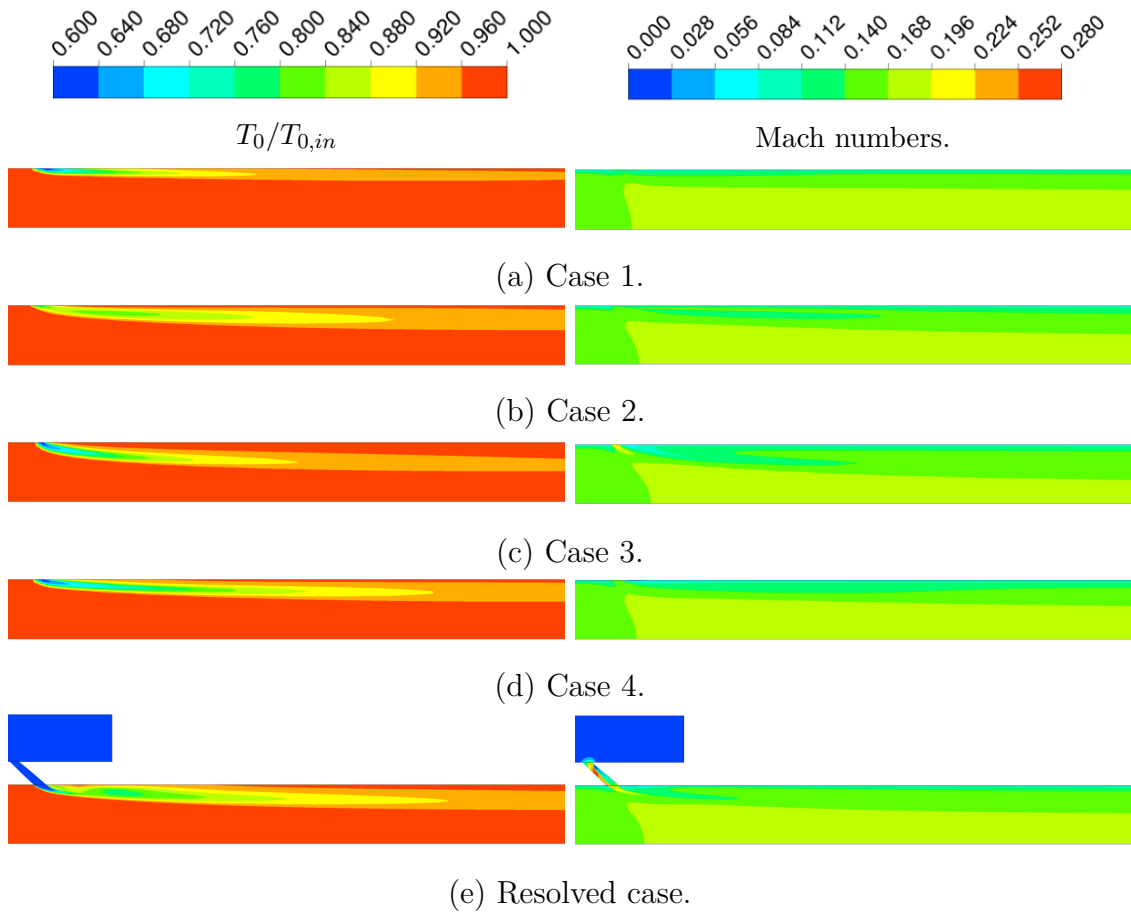 0.600 0.640 0.680 0.720 0.760 0.800 0.840 0.880 0.920 0.960 1.000
0.000 0.028 0.056 0.084 0.112 0.140 0.168 0.196 0.224 0.252 0.280
T₀/T₀,ᵢₙ
Mach numbers.
(a) Case 1.
(b) Case 2.
(c) Case 3.
(d) Case 4.
(e) Resolved case.